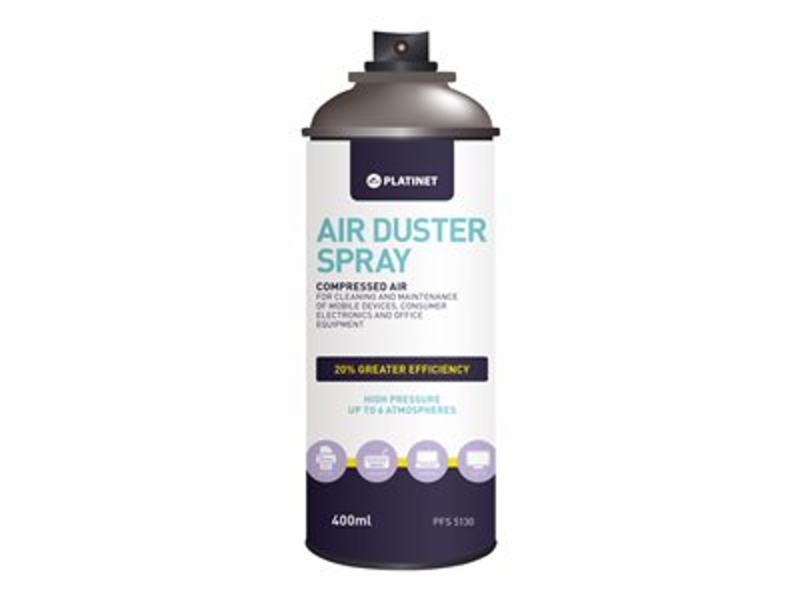 PLATINET
AIR DUSTER
SPRAY
COMPRESSED AIR
FOR CLEANING AND MAINTENANCE
OF MOBILE DEVICES, CONSUMER
ELECTRONICS AND OFFICE
EQUIPMENT
20% GREATER EFFICIENCY
HIGH PRESSURE
UP TO 6 ATMOSPHERES
400ml PFS 5130